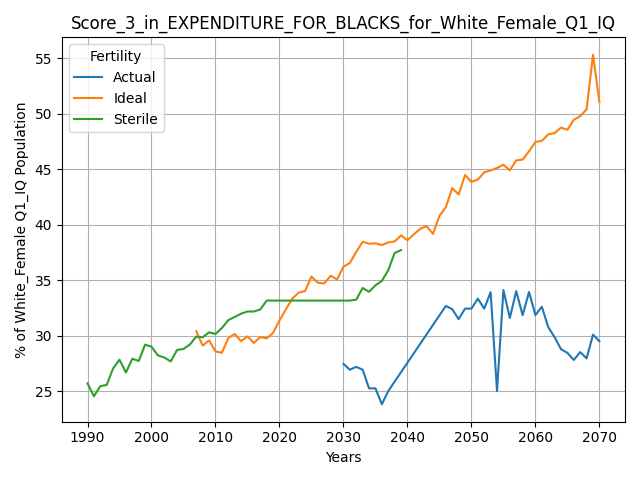 Score_3_in_EXPENDITURE_FOR_BLACKS_for_White_Female_Q1_IQ
Fertility
Actual
Ideal
Sterile
% of White_Female Q1_IQ Population
55
50
45
40
35
30
25
1990 2000 2010 2020 2030 2040 2050 2060 2070
Years